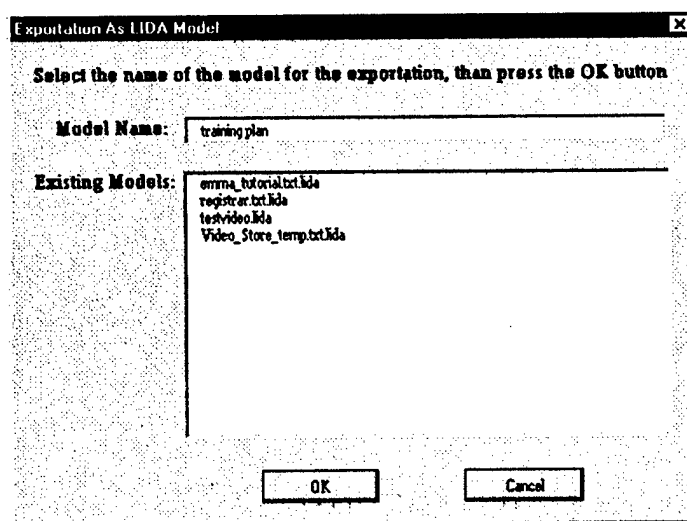 Exportation As LIDA Model
Select the name of the model for the exportation, than press the OK button
Model Name: training plan
Existing Models: emma_tutorial.txt.lida
registrar.txt.lida
testvideo.lida
Video_Store_temp.txt.lida
OK Cancel